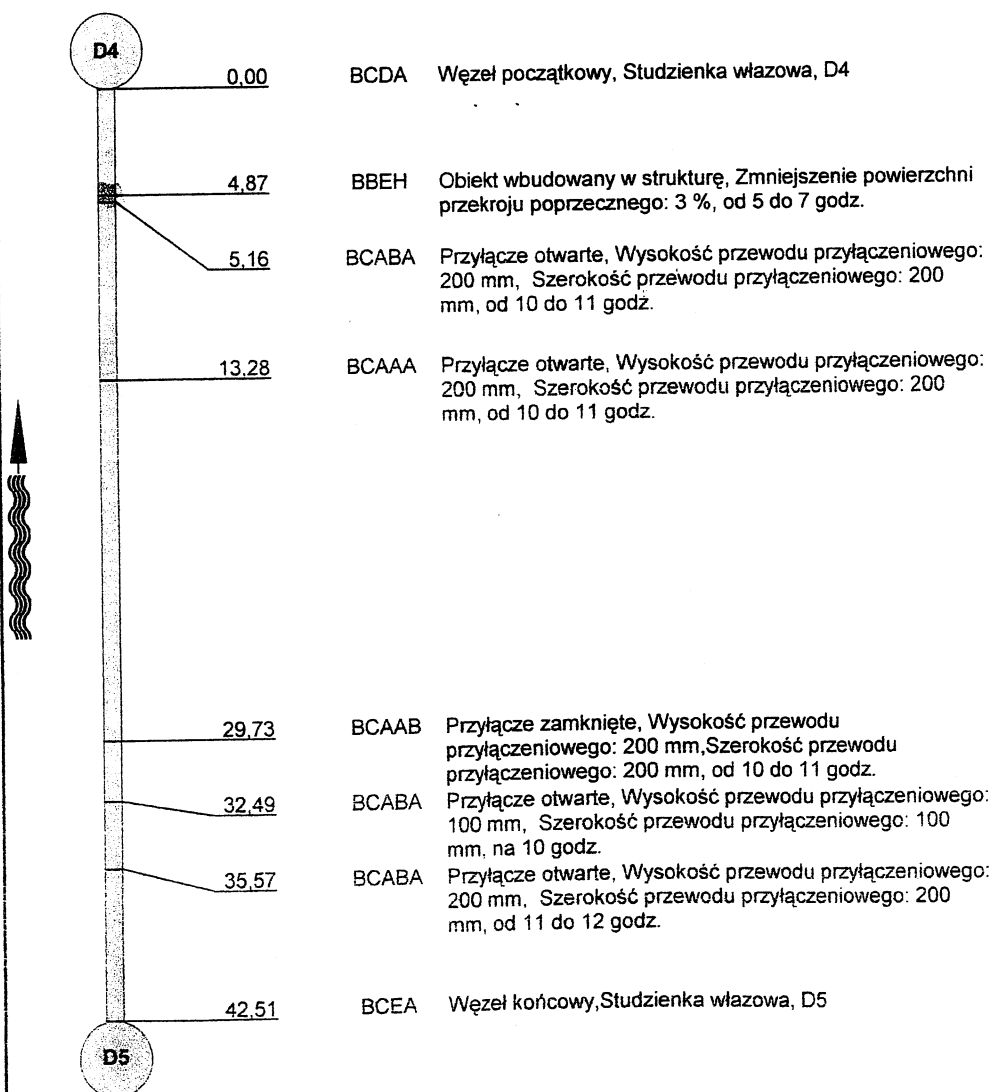 D4
0,00 BCDA Węzeł początkowy, Studzienka włazowa, D4
4,87 BBEH Obiekt wbudowany w strukturę, Zmniejszenie powierzchni
przekroju poprzecznego: 3 %, od 5 do 7 godz.
5,16 BCABA Przyłącze otwarte, Wysokość przewodu przyłączeniowego:
200 mm, Szerokość przewodu przyłączeniowego: 200
mm, od 10 do 11 godz.
13,28 BCAAA Przyłącze otwarte, Wysokość przewodu przyłączeniowego:
200 mm, Szerokość przewodu przyłączeniowego: 200
mm, od 10 do 11 godz.
29,73 BCAAB Przyłącze zamknięte, Wysokość przewodu
przyłączeniowego: 200 mm,Szerokość przewodu
przyłączeniowego: 200 mm, od 10 do 11 godz.
32,49 BCABA Przyłącze otwarte, Wysokość przewodu przyłączeniowego:
100 mm, Szerokość przewodu przyłączeniowego: 100
mm, na 10 godz.
35,57 BCABA Przyłącze otwarte, Wysokość przewodu przyłączeniowego:
200 mm, Szerokość przewodu przyłączeniowego: 200
mm, od 11 do 12 godz.
42,51 BCEA Węzeł końcowy,Studzienka włazowa, D5
D5